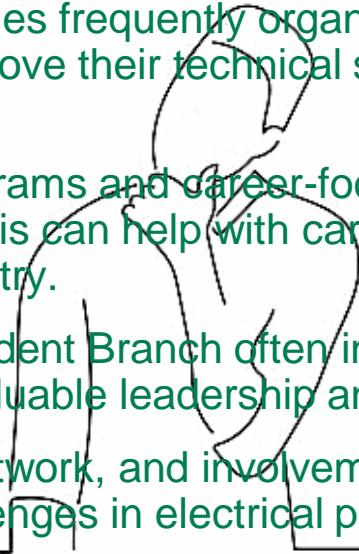 es frequently organ
ove their technical s
rams and career-foc
is can help with car
try.
dent Branch often in
luable leadership an
twork, and involvem
enges in electrical p